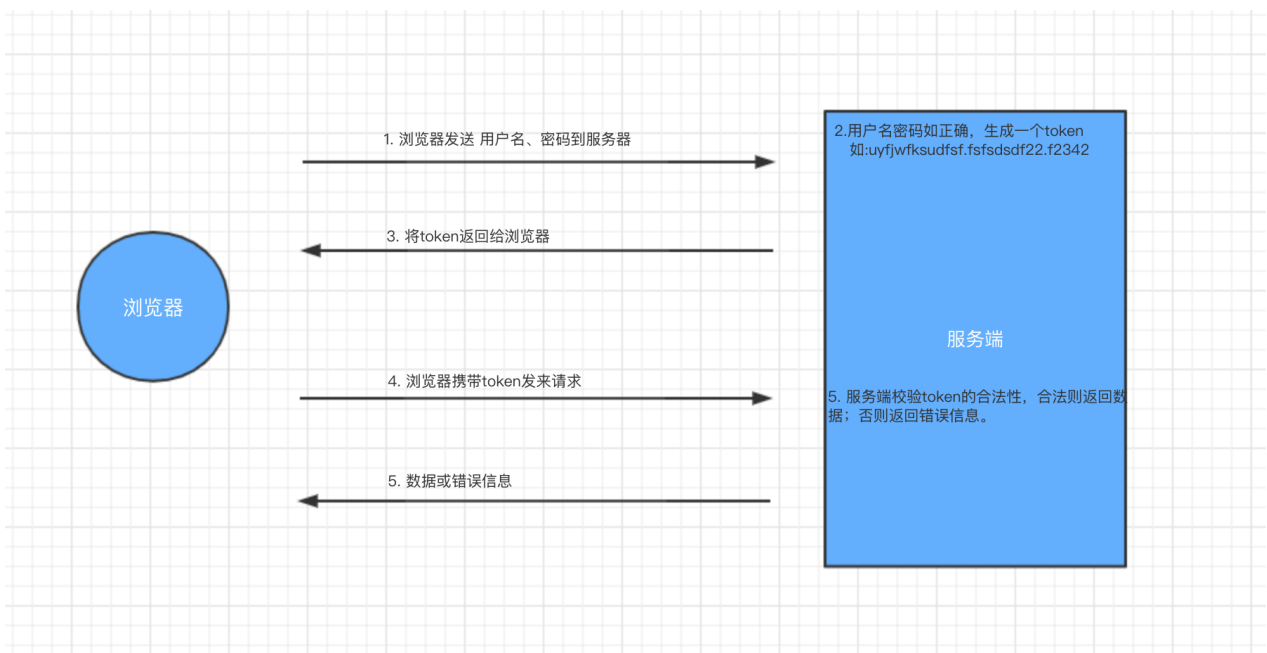 1. 浏览器发送 用户名、密码到服务器
2.用户名密码如正确，生成一个token
如:uyfjwfksudfsf.fsfsdsdf22.f2342
3. 将token返回给浏览器
浏览器
服务端
4. 浏览器携带token发来请求
5. 服务端校验token的合法性，合法则返回数
据；否则返回错误信息。
5. 数据或错误信息